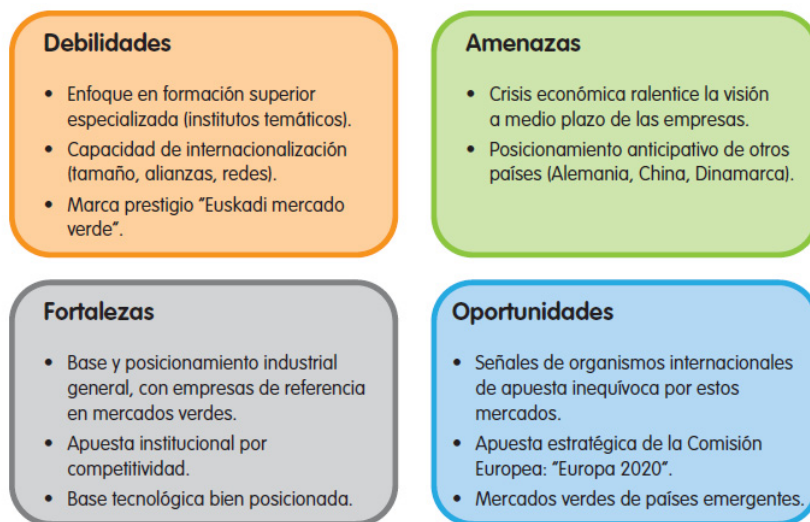 Debilidades
• Enfoque en formación superior
especializada (institutos temáticos).
• Capacidad de internacionalización
(tamaño, alianzas, redes).
• Marca prestigio "Euskadi mercado
verde".
Amenazas
• Crisis económica ralentice la visión
a medio plazo de las empresas.
• Posicionamiento anticipativo de otros
países (Alemania, China, Dinamarca).
Fortalezas
• Base y posicionamiento industrial
general, con empresas de referencia
en mercados verdes.
• Apuesta institucional por
competitividad.
• Base tecnológica bien posicionada.
Oportunidades
• Señales de organismos internacionales
de apuesta inequívoca por estos
mercados.
• Apuesta estratégica de la Comisión
Europea: "Europa 2020".
• Mercados verdes de países emergentes.